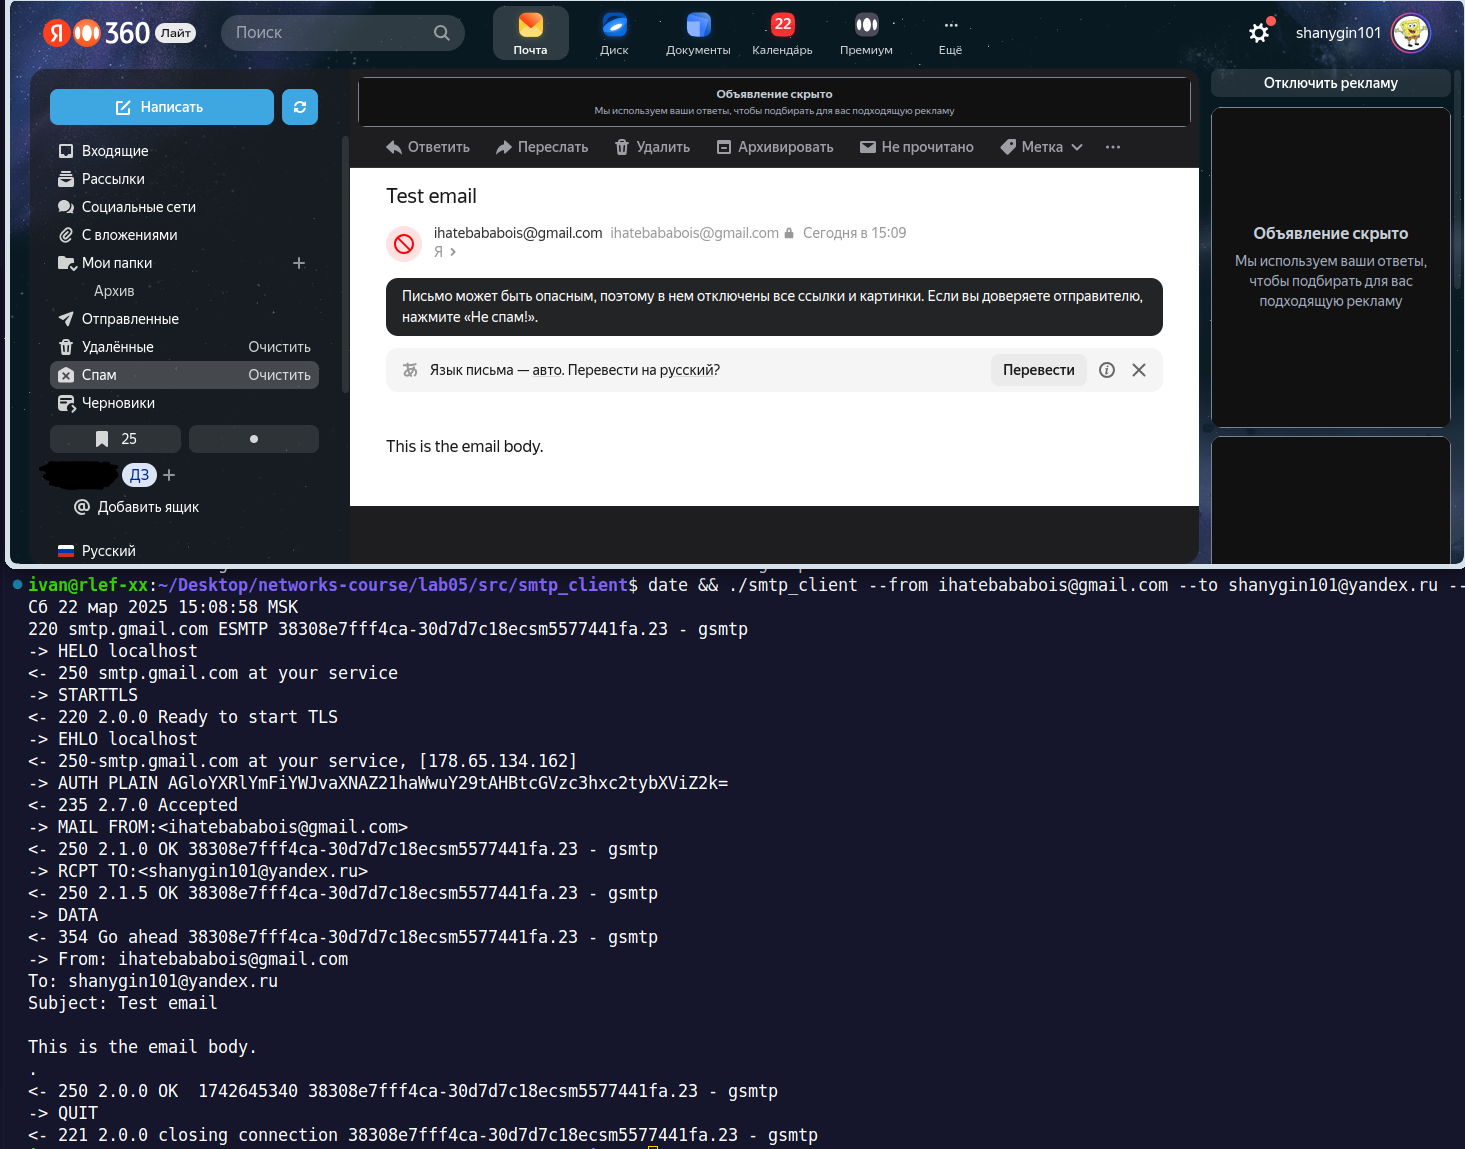 Я 360 Лайт
Поиск
Почта
Диск
22
Документы
Календарь
Премиум
Ещё
shanygin101
Написать
Входящие
Рассылки
Социальные сети
С вложениями
Мои папки
Архив
Отправленные
Удалённые Очистить
Спам Очистить
Черновики
25
ДЗ
Добавить ящик
Русский
Объявление скрыто
Мы используем ваши ответы, чтобы подбирать для вас подходящую рекламу
Ответить Переслать Удалить Архивировать Не прочитано Метка
Test email
ihatebababois@gmail.com ihatebababois@gmail.com Сегодня в 15:09
Я
Письмо может быть опасным, поэтому в нем отключены все ссылки и картинки. Если вы доверяете отправителю,
нажмите «Не спам!».
Язык письма — авто. Перевести на русский? Перевести
This is the email body.
Отключить рекламу
Объявление скрыто
Мы используем ваши ответы,
чтобы подбирать для вас
подходящую рекламу
ivan@rlef-xx:~/Desktop/networks-course/lab05/src/smtp_client$ date && ./smtp_client --from ihatebababois@gmail.com --to shanygin101@yandex.ru --
Сб 22 мар 2025 15:08:58 MSK
220 smtp.gmail.com ESMTP 38308e7fff4ca-30d7d7c18ecsm5577441fa.23 - gsmtp
-> HELO localhost
<- 250 smtp.gmail.com at your service
-> STARTTLS
<- 220 2.0.0 Ready to start TLS
-> EHLO localhost
<- 250-smtp.gmail.com at your service, [178.65.134.162]
-> AUTH PLAIN AGloYXRlYmFiYWJvaXNAZ21haWwuY29tAHBtcGVzc3hxc2tybXViZ2k=
<- 235 2.7.0 Accepted
-> MAIL FROM:<ihatebababois@gmail.com>
<- 250 2.1.0 OK 38308e7fff4ca-30d7d7c18ecsm5577441fa.23 - gsmtp
-> RCPT TO:<shanygin101@yandex.ru>
<- 250 2.1.5 OK 38308e7fff4ca-30d7d7c18ecsm5577441fa.23 - gsmtp
-> DATA
<- 354 Go ahead 38308e7fff4ca-30d7d7c18ecsm5577441fa.23 - gsmtp
-> From: ihatebababois@gmail.com
To: shanygin101@yandex.ru
Subject: Test email
This is the email body.
.
<- 250 2.0.0 OK  1742645340 38308e7fff4ca-30d7d7c18ecsm5577441fa.23 - gsmtp
-> QUIT
<- 221 2.0.0 closing connection 38308e7fff4ca-30d7d7c18ecsm5577441fa.23 - gsmtp